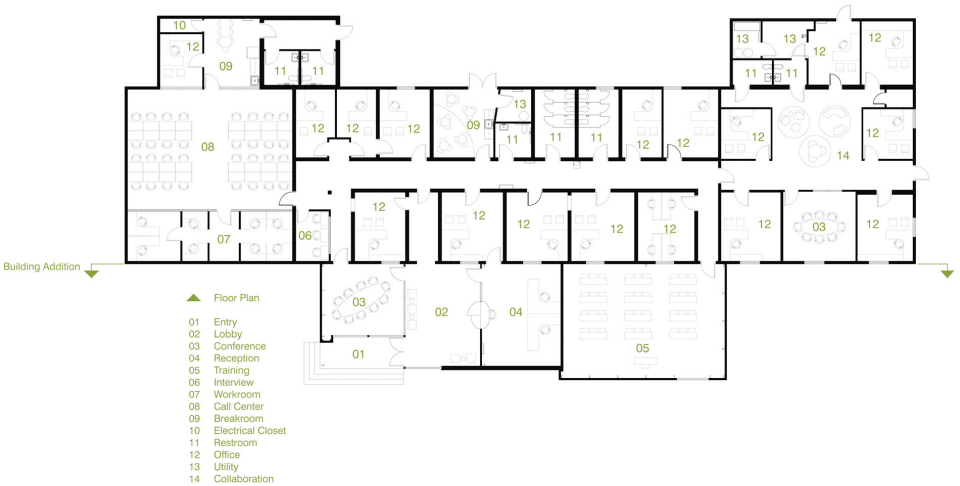 10
12
09
11
11
13
13
12
12
11
11
08
12
12
12
09
13
11
11
11
12
12
12
14
12
07
06
12
12
12
12
12
12
03
12
Building Addition
03
02
04
05
01
Floor Plan
01 Entry
02 Lobby
03 Conference
04 Reception
05 Training
06 Interview
07 Workroom
08 Call Center
09 Breakroom
10 Electrical Closet
11 Restroom
12 Office
13 Utility
14 Collaboration